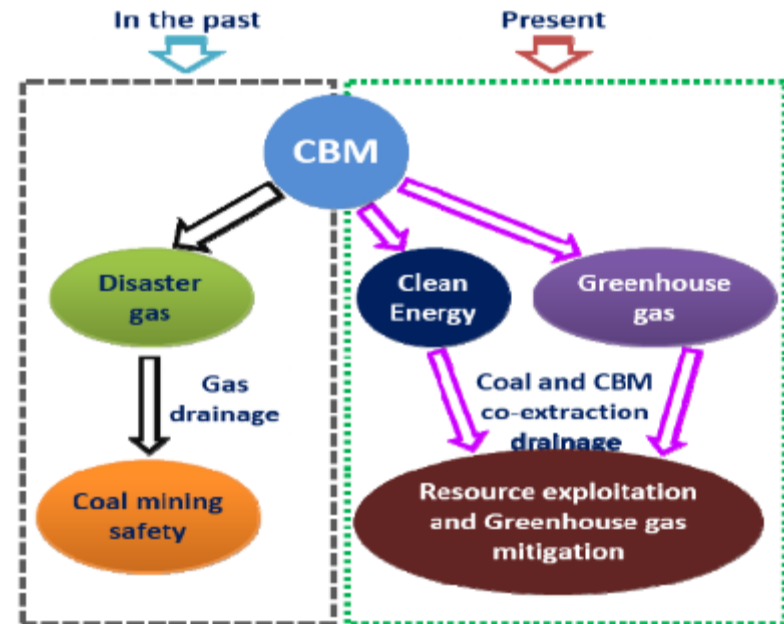 In the past
Present
CBM
Disaster
gas
Clean
Energy
Greenhouse
gas
Gas
drainage
Coal and CBM
co-extraction
drainage
Coal mining
safety
Resource exploitation
and Greenhouse gas
mitigation